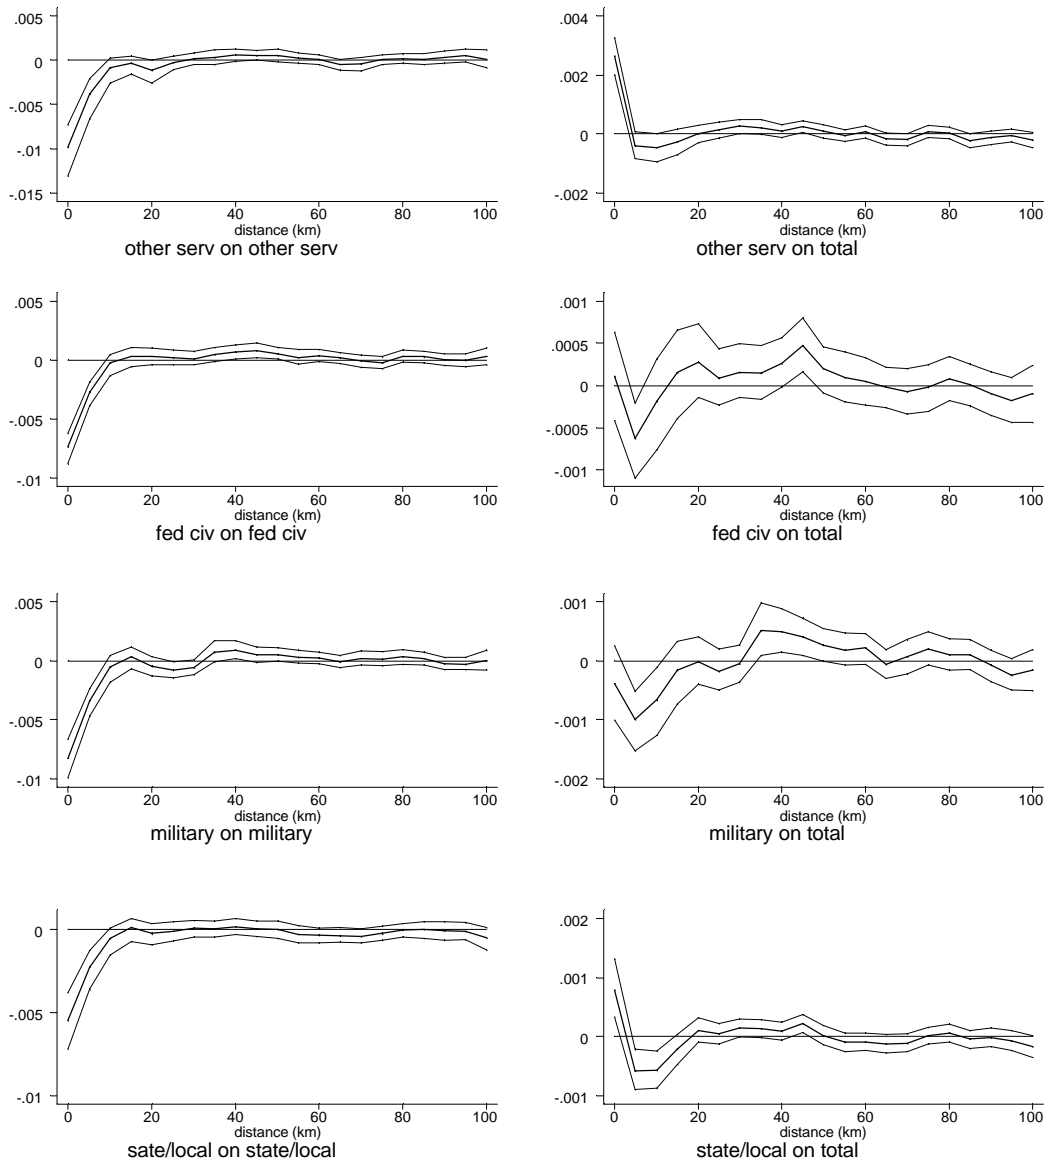 .005
0
-.005
-.01
-.015
0 20 40 60 80 100
distance (km)
other serv on other serv
.004
.002
0
-.002
0 20 40 60 80 100
distance (km)
other serv on total
.005
0
-.005
-.01
0 20 40 60 80 100
distance (km)
fed civ on fed civ
.001
.0005
0
-.0005
-.001
0 20 40 60 80 100
distance (km)
fed civ on total
.005
0
-.005
-.01
0 20 40 60 80 100
distance (km)
military on military
.001
0
-.001
-.002
0 20 40 60 80 100
distance (km)
military on total
0
-.005
-.01
0 20 40 60 80 100
distance (km)
sate/local on state/local
.002
.001
0
-.001
0 20 40 60 80 100
distance (km)
state/local on total